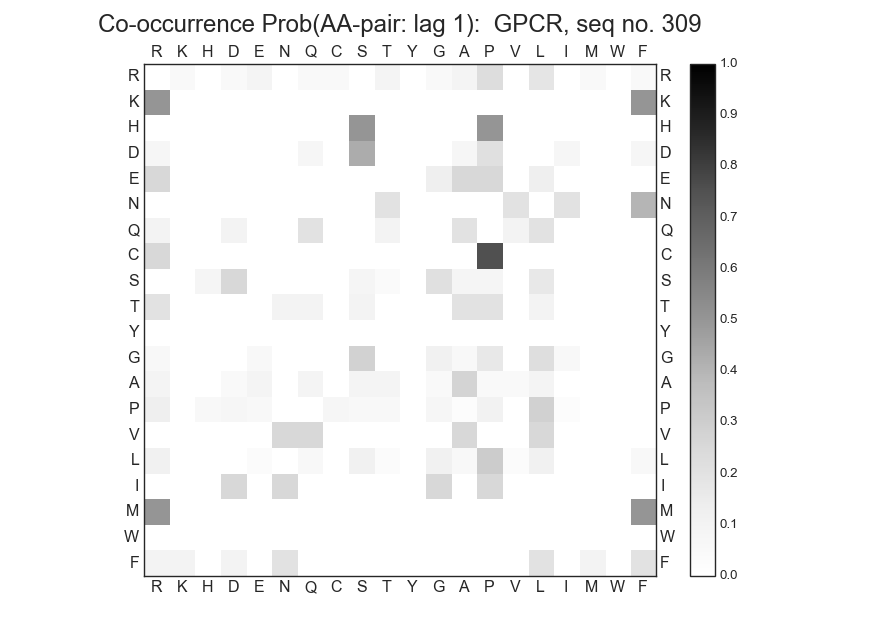 Co-occurrence Prob(AA-pair: lag 1):  GPCR, seq no. 309
R K H D E N Q C S T Y G A P V L I M W F
1.0
R R
K K
0.9
H H
0.8
D D
E E
0.7
N N
Q Q
0.6
C C
S S
0.5
T T
Y Y
0.4
G G
A A
0.3
P P
V V
0.2
L L
I I
0.1
M M
W W
F F
0.0
R K H D E N Q C S T Y G A P V L I M W F